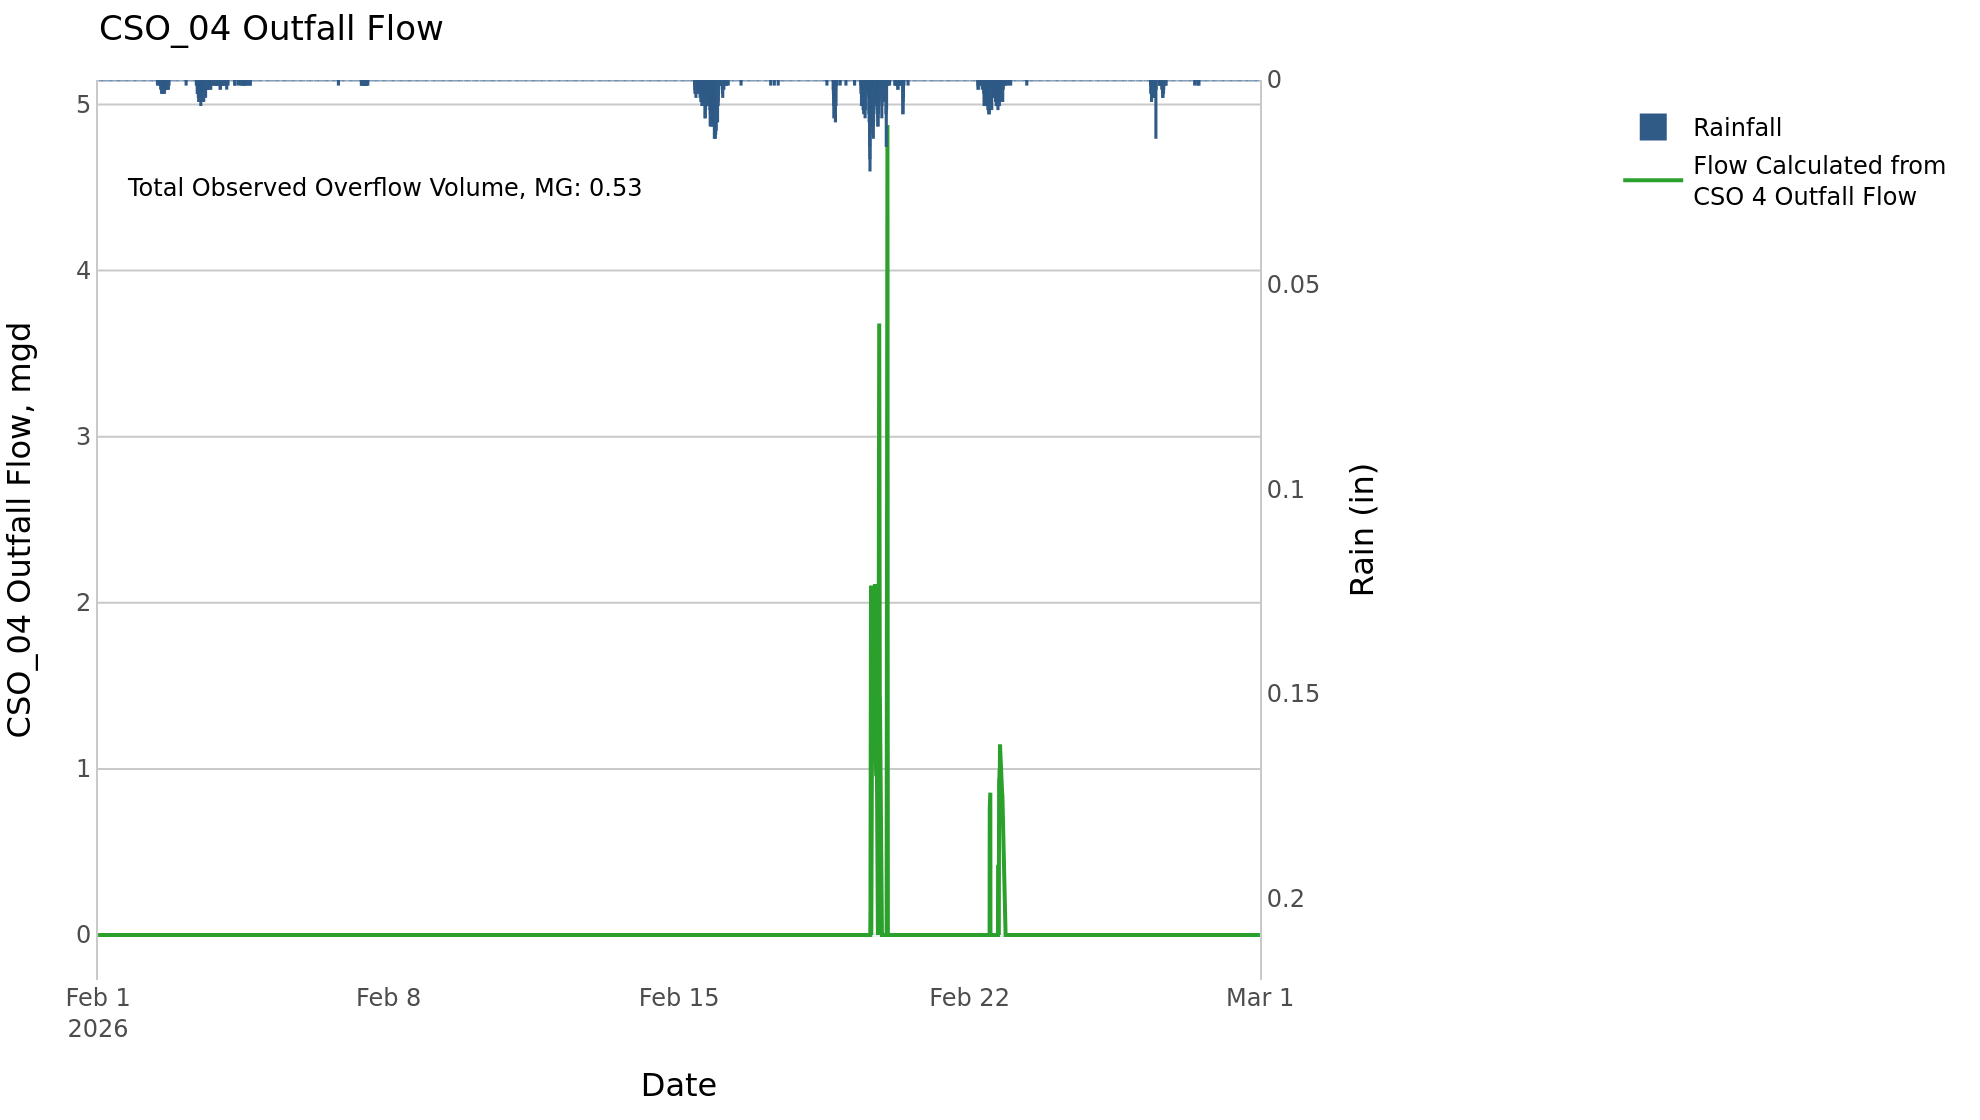 CSO_04 Outfall Flow
Total Observed Overflow Volume, MG: 0.53
Rainfall
Flow Calculated from
CSO 4 Outfall Flow
CSO_04 Outfall Flow, mgd
5
4
3
2
1
0
0
0.05
0.1
0.15
0.2
Rain (in)
Feb 1
2026
Feb 8
Feb 15
Feb 22
Mar 1
Date